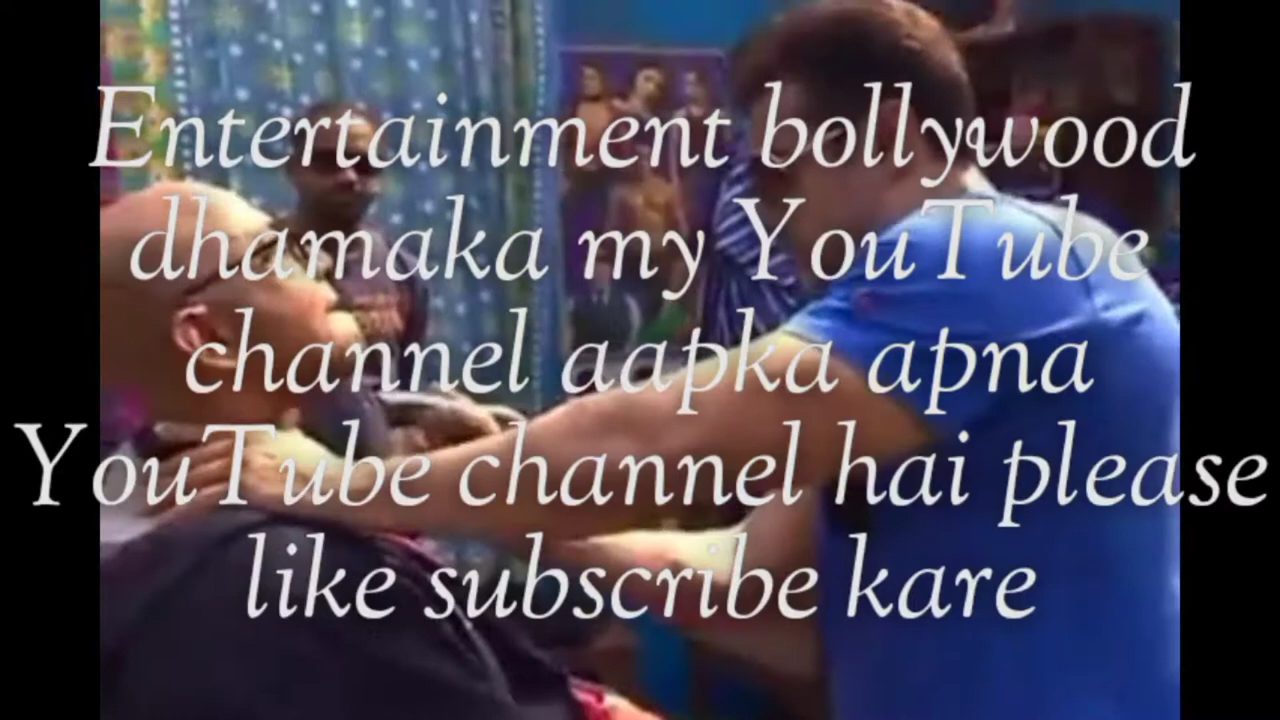 Entertainment bollywood
dhamaka my YouTube
channel aapka apna
YouTube channel hai please
like subscribe kare